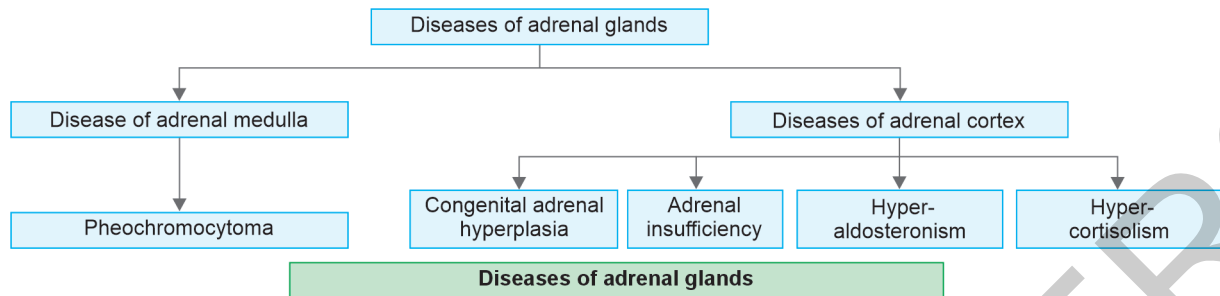 Diseases of adrenal glands
Disease of adrenal medulla
Diseases of adrenal cortex
Pheochromocytoma
Congenital adrenal
hyperplasia
Adrenal
insufficiency
Hyper-
aldosteronism
Hyper-
cortisolism
Diseases of adrenal glands